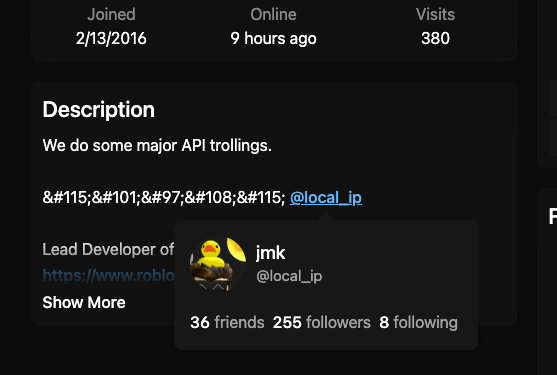 Joined Online Visits
2/13/2016 9 hours ago 380
Description
We do some major API trollings.
&#115;&#101;&#97;&#108;&#115; @local_ip
jmk
@local_ip
36 friends 255 followers 8 following
Lead Developer of
https://www.roblo
Show More